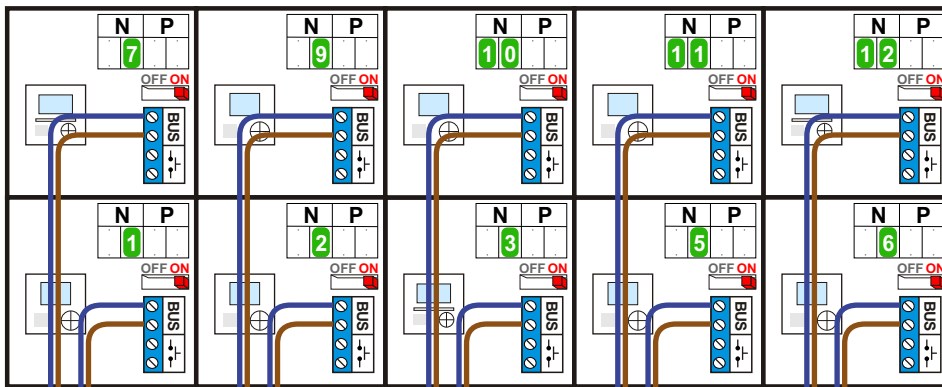 N P N P N P N P N P
7 9 10 11 12
OFF ON OFF ON OFF ON OFF ON OFF ON
BUS BUS BUS BUS BUS
N P N P N P N P N P
1 2 3 5 6
OFF ON OFF ON OFF ON OFF ON OFF ON
BUS BUS BUS BUS BUS